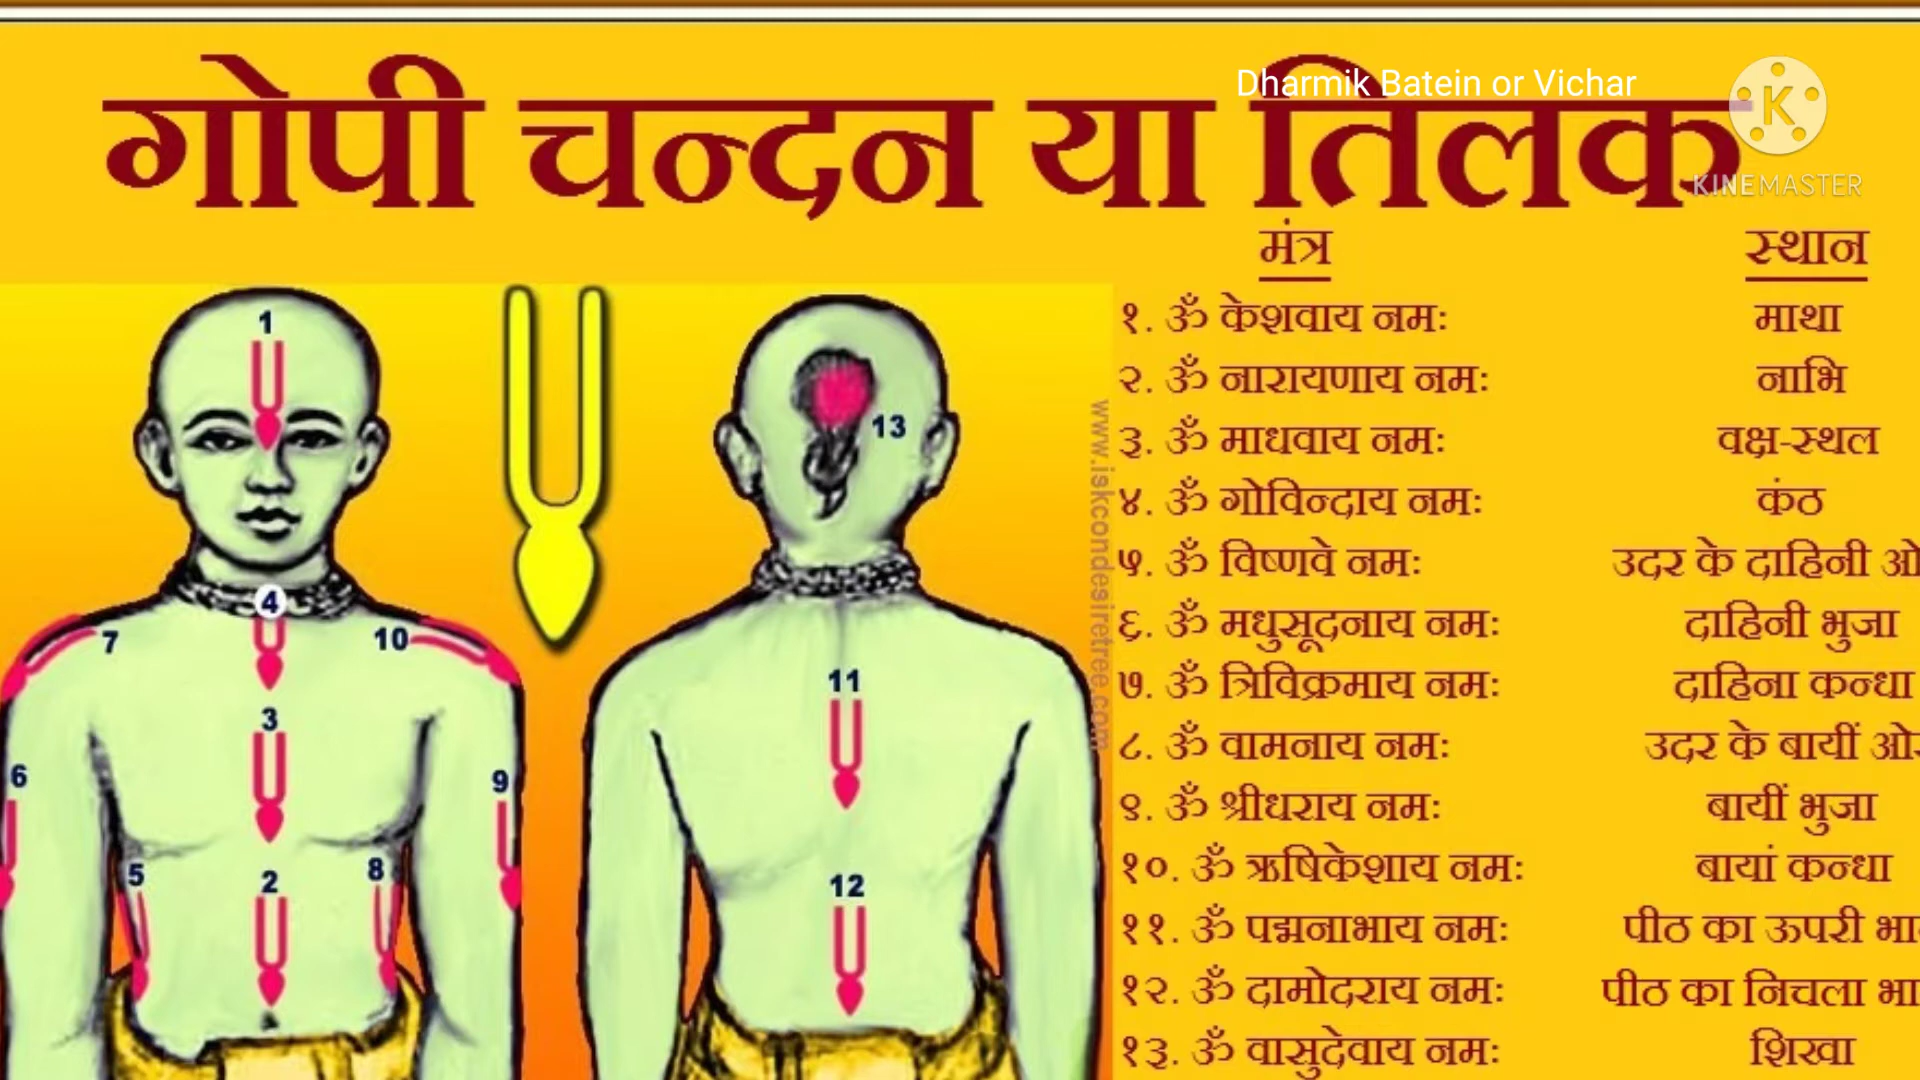 Dharmik Batein or Vichar
KINEMASTER
गोपी चन्दन या तिलक
मंत्र स्थान
१. ॐ केशवाय नमः माथा
२. ॐ नारायणाय नमः नाभि
३. ॐ माधवाय नमः वक्ष-स्थल
४. ॐ गोविन्दाय नमः कंठ
५. ॐ विष्णवे नमः उदर के दाहिनी
६. ॐ मधुसूदनाय नमः दाहिनी भुजा
७. ॐ त्रिविक्रमाय नमः दाहिना कन्धा
८. ॐ वामनाय नमः उदर के बायीं
९. ॐ श्रीधराय नमः बायीं भुजा
१०. ॐ ऋषिकेशाय नमः बायां कन्धा
११. ॐ पद्मनाभाय नमः पीठ का ऊपरी
१२. ॐ दामोदराय नमः पीठ का निचला
१३. ॐ वासुदेवाय नमः शिखा
1
13
4
7
10
11
3
6
9
5
2
8
12
www.iskcondesiretree.com